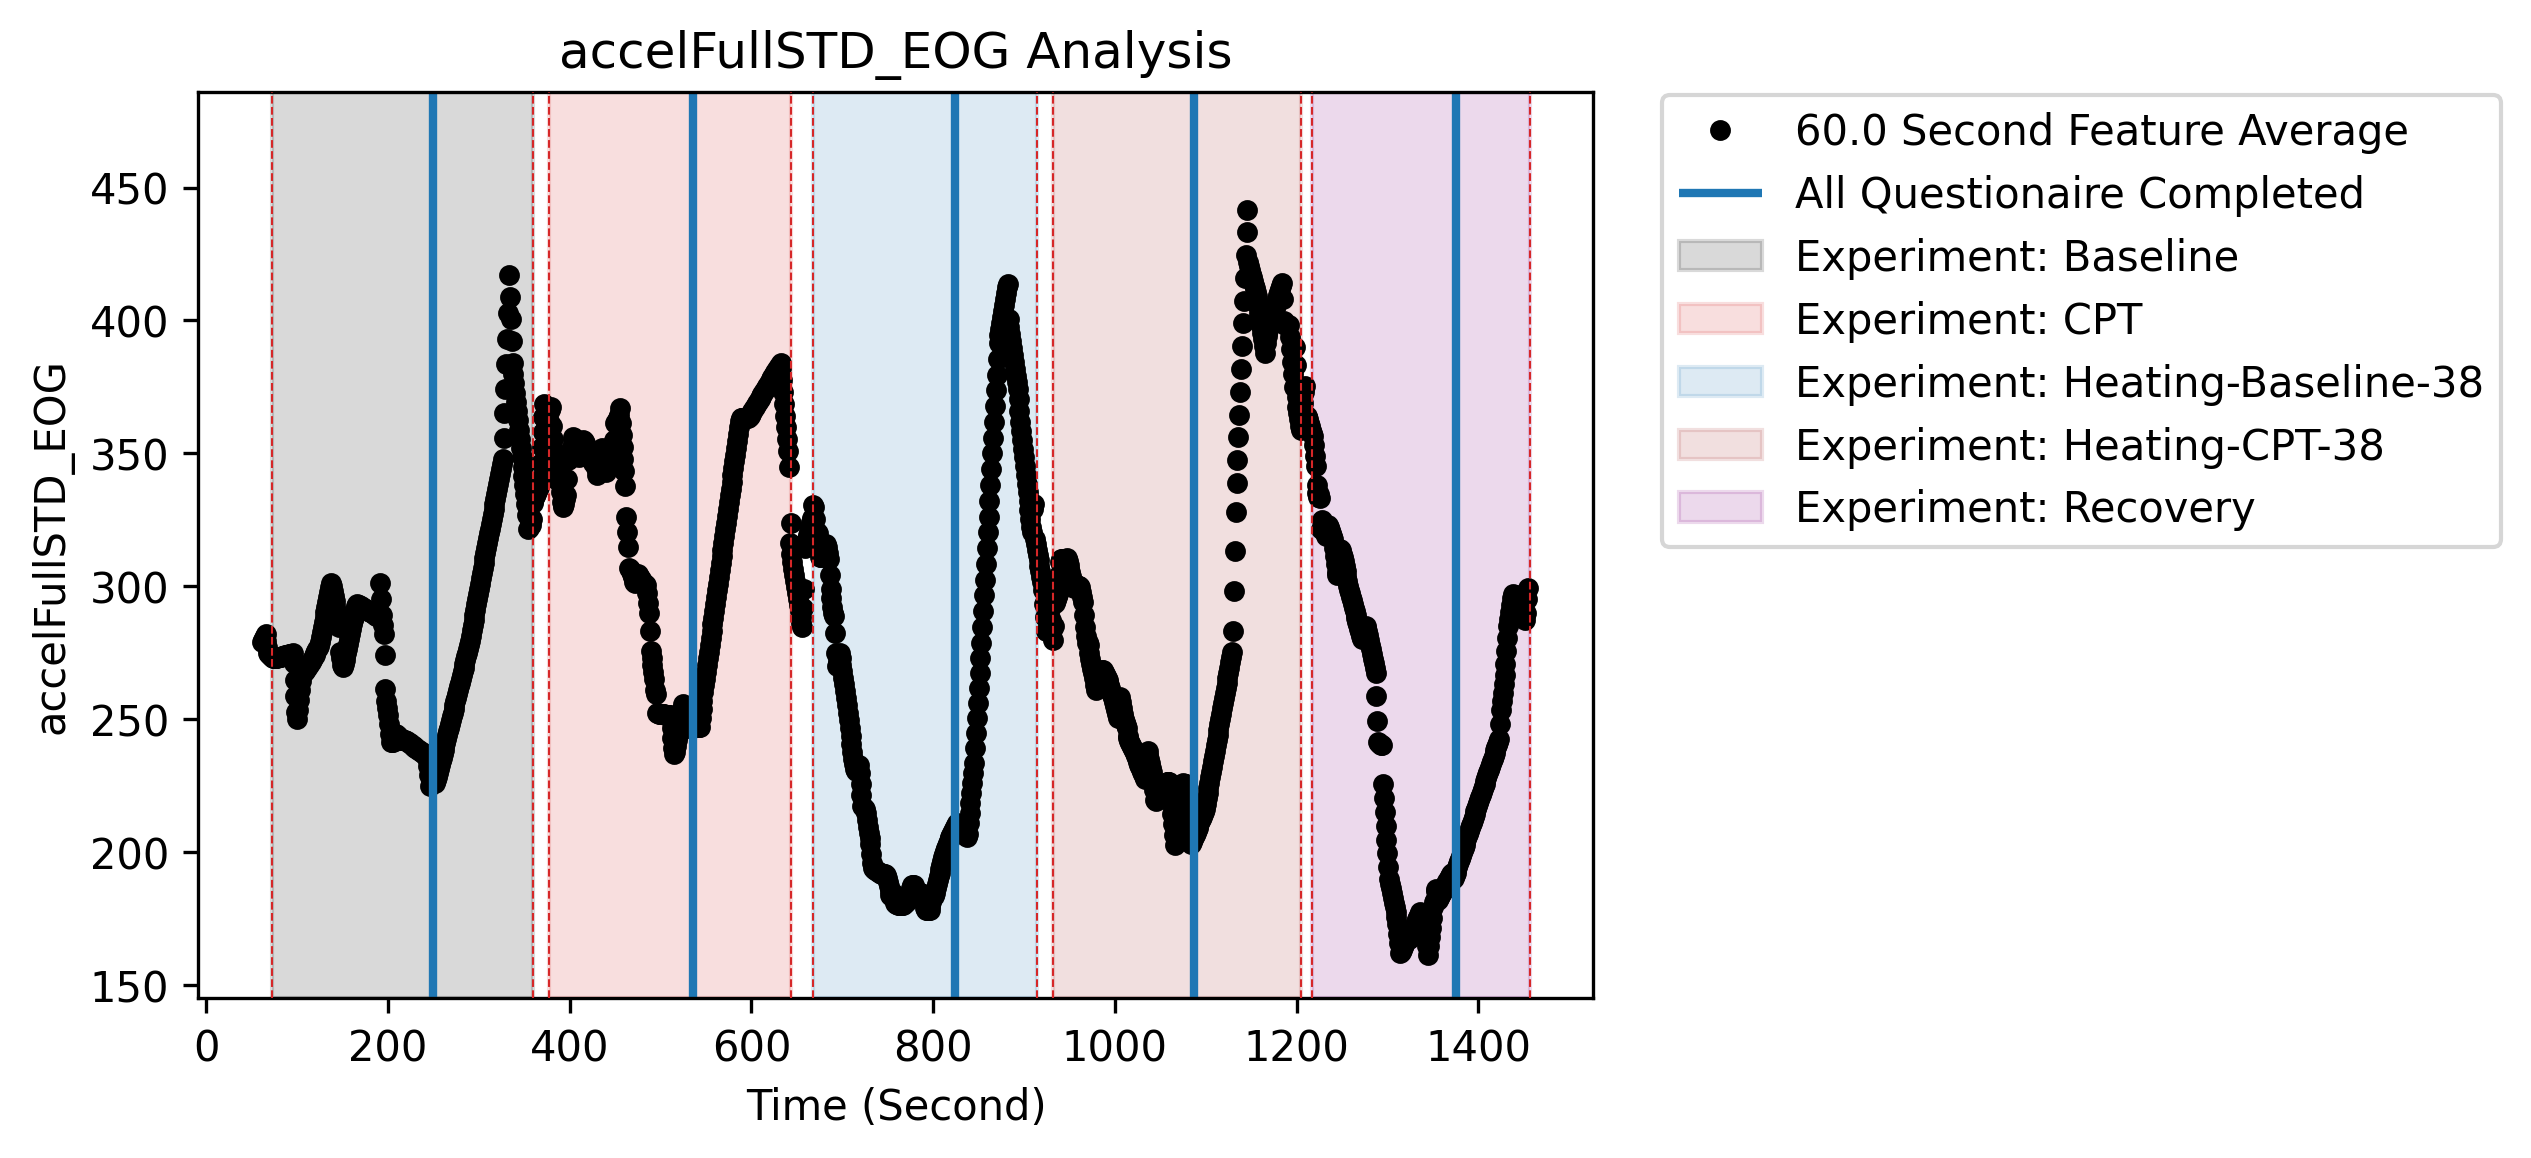 accelFullSTD_EOG Analysis
accelFullSTD_EOG
450
400
350
300
250
200
150
0 200 400 600 800 1000 1200 1400
Time (Second)
60.0 Second Feature Average
All Questionaire Completed
Experiment: Baseline
Experiment: CPT
Experiment: Heating-Baseline-38
Experiment: Heating-CPT-38
Experiment: Recovery